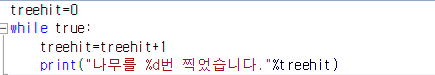 treehit=0
while true:
    treehit=treehit+1
    print("나무를 %d번 찍었습니다."%treehit)